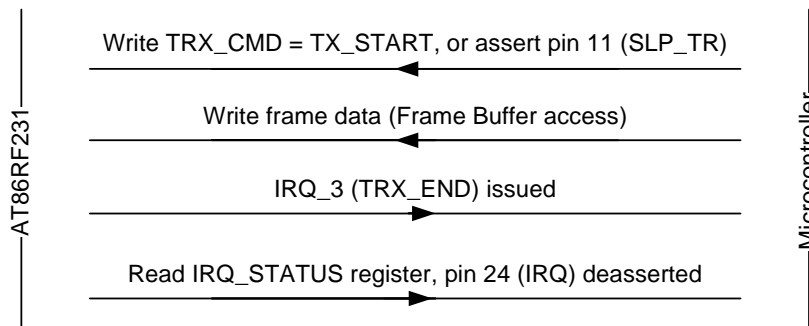 Write TRX_CMD = TX_START, or assert pin 11 (SLP_TR)
Write frame data (Frame Buffer access)
AT86RF231
Microcontroller
IRQ_3 (TRX_END) issued
Read IRQ_STATUS register, pin 24 (IRQ) deasserted